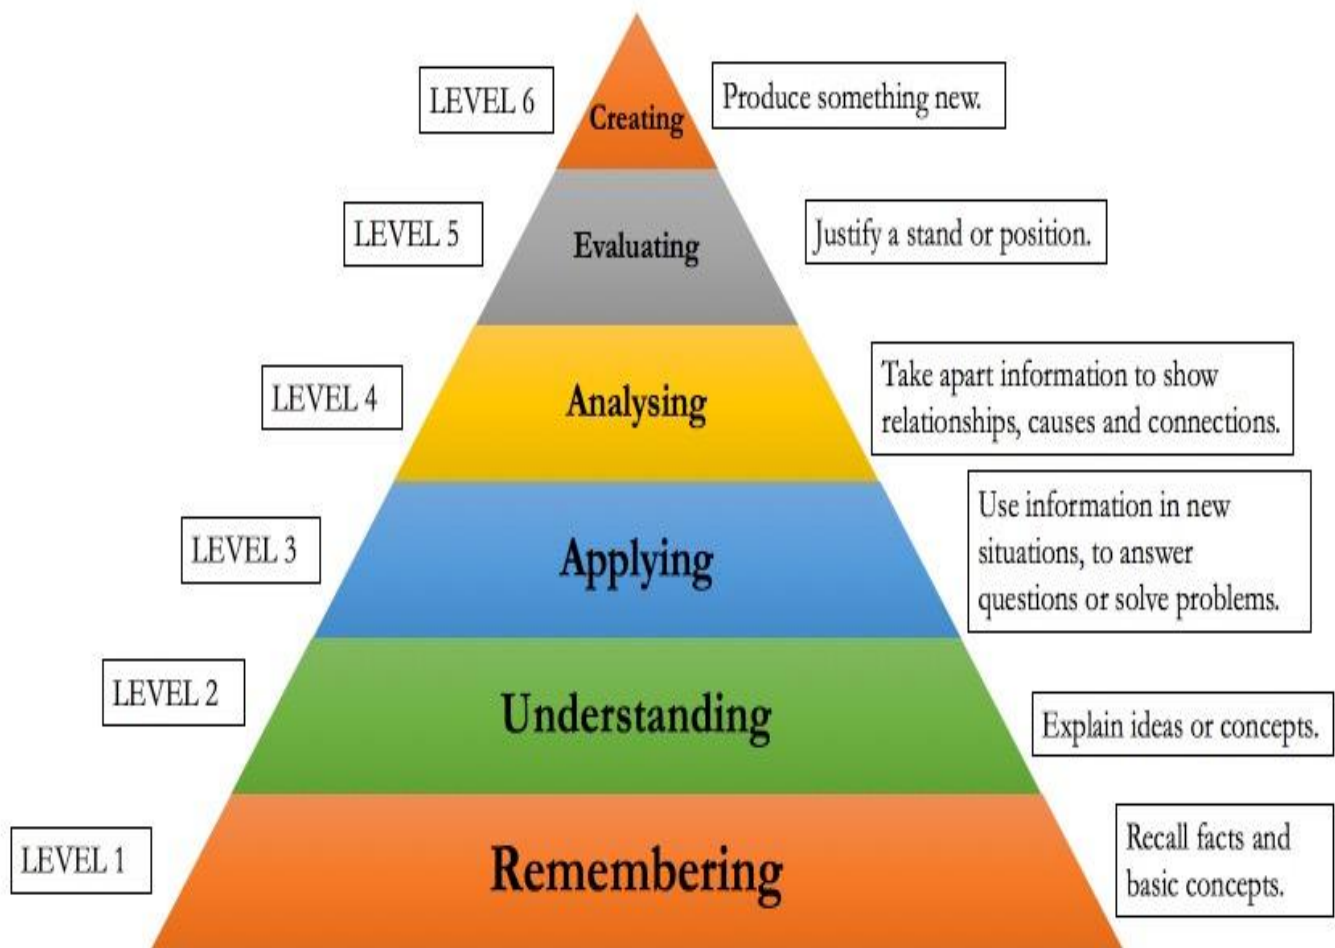 LEVEL 6
Creating
Produce something new.
LEVEL 5
Evaluating
Justify a stand or position.
LEVEL 4
Analysing
Take apart information to show
relationships, causes and connections.
LEVEL 3
Applying
Use information in new
situations, to answer
questions or solve problems.
LEVEL 2
Understanding
Explain ideas or concepts.
LEVEL 1
Remembering
Recall facts and
basic concepts.